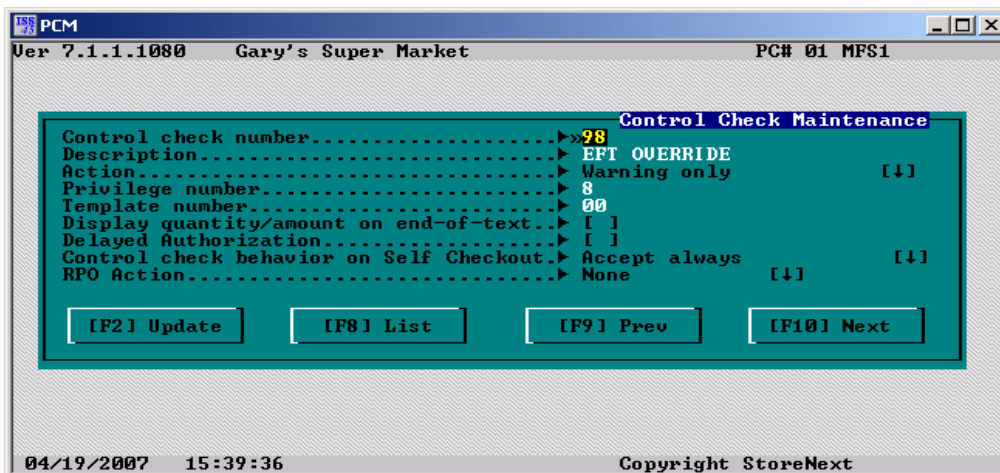 ISS 45 PCM
Ver 7.1.1.1080 Gary's Super Market PC# 01 MFS1
Control Check Maintenance
Control check number..............................►»98
Description.......................................► EFT OVERRIDE
Action............................................► Warning only [↓]
Privilege number..................................► 8
Template number...................................► 00
Display quantity/amount on end-of-text..► [ ]
Delayed Authorization.............................► [ ]
Control check behavior on Self Checkout.► Accept always [↓]
RPO Action........................................► None [↓]
[F2] Update [F8] List [F9] Prev [F10] Next
04/19/2007 15:39:36 Copyright StoreNext